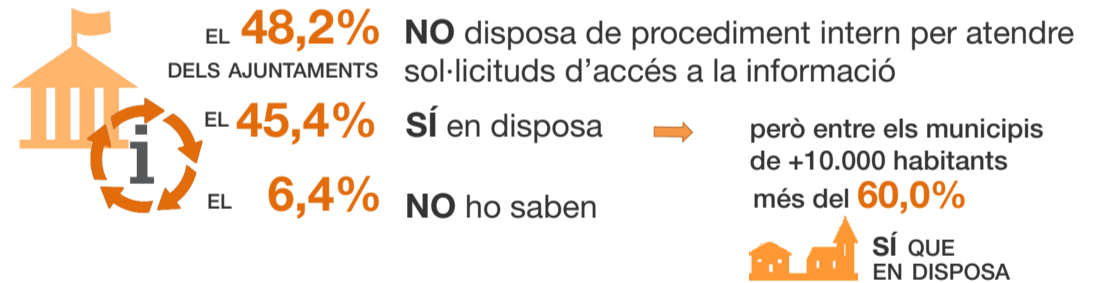 EL 48,2% NO disposa de procediment intern per atendre
DELS AJUNTAMENTS sol·licituds d'accés a la informació
EL 45,4% SÍ en disposa
però entre els municipis
de +10.000 habitants
més del 60,0%
SÍ QUE
EN DISPOSA
i
EL 6,4% NO ho saben